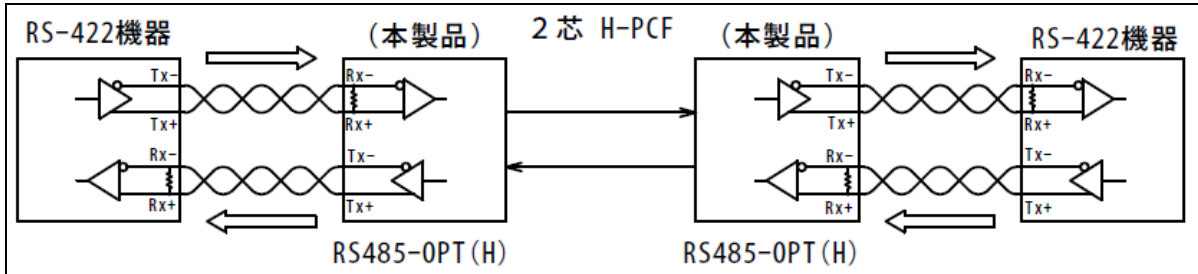 RS-422機器
(本製品)
2芯 H-PCF
(本製品)
RS-422機器
Tx-
Rx-
Tx-
Rx-
Tx+
Rx+
Tx+
Rx+
Rx-
Tx-
Rx-
Tx-
Rx+
Tx+
Rx+
Tx+
RS485-OPT(H)
RS485-OPT(H)